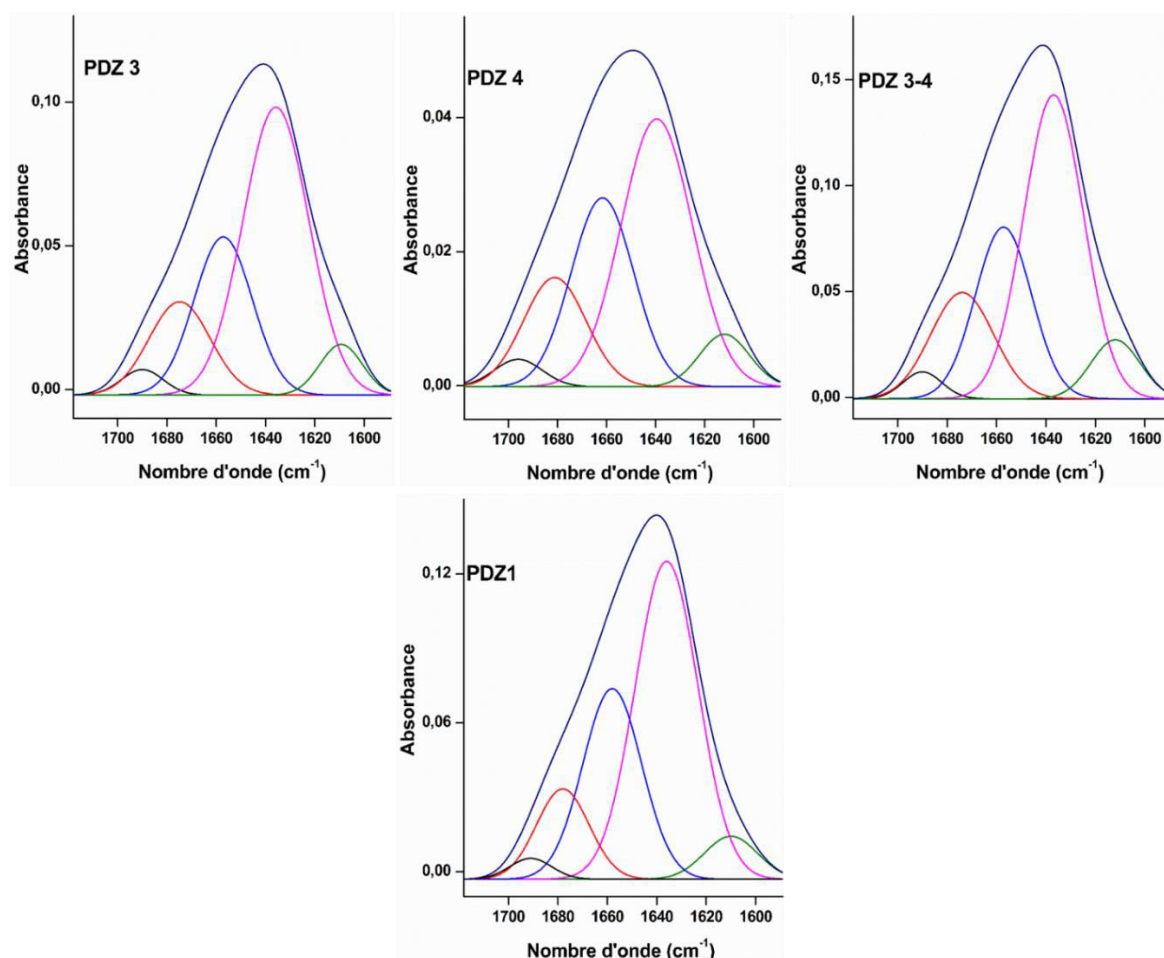 PDZ 3
0,10
0,05
0,00
Absorbance
1700 1680 1660 1640 1620 1600
Nombre d'onde (cm⁻¹)
PDZ 4
0,04
0,02
0,00
Absorbance
1700 1680 1660 1640 1620 1600
Nombre d'onde (cm⁻¹)
PDZ 3-4
0,15
0,10
0,05
0,00
Absorbance
1700 1680 1660 1640 1620 1600
Nombre d'onde (cm⁻¹)
PDZ1
0,12
0,06
0,00
Absorbance
1700 1680 1660 1640 1620 1600
Nombre d'onde (cm⁻¹)